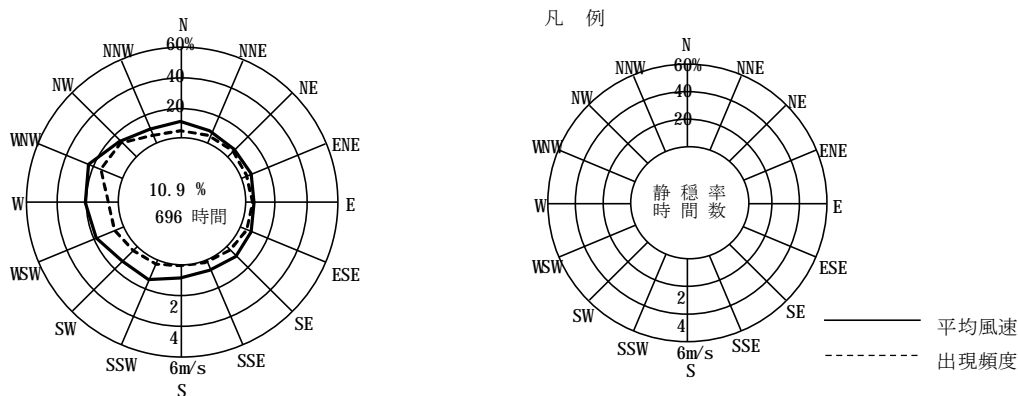 凡 例
N
NNW
60%
NNE
NW
40
NE
20
WNW
ENE
10.9 %
W
E
696 時間
WSW
ESE
2
SW
SE
4
SSW
6m/s
SSE
S
N
NNW
60%
NNE
NW
40
NE
20
WNW
ENE
静 穏 率
W
時 間 数
E
WSW
ESE
2
SW
SE
4
SSW
6m/s
SSE
S
平均風速
出現頻度